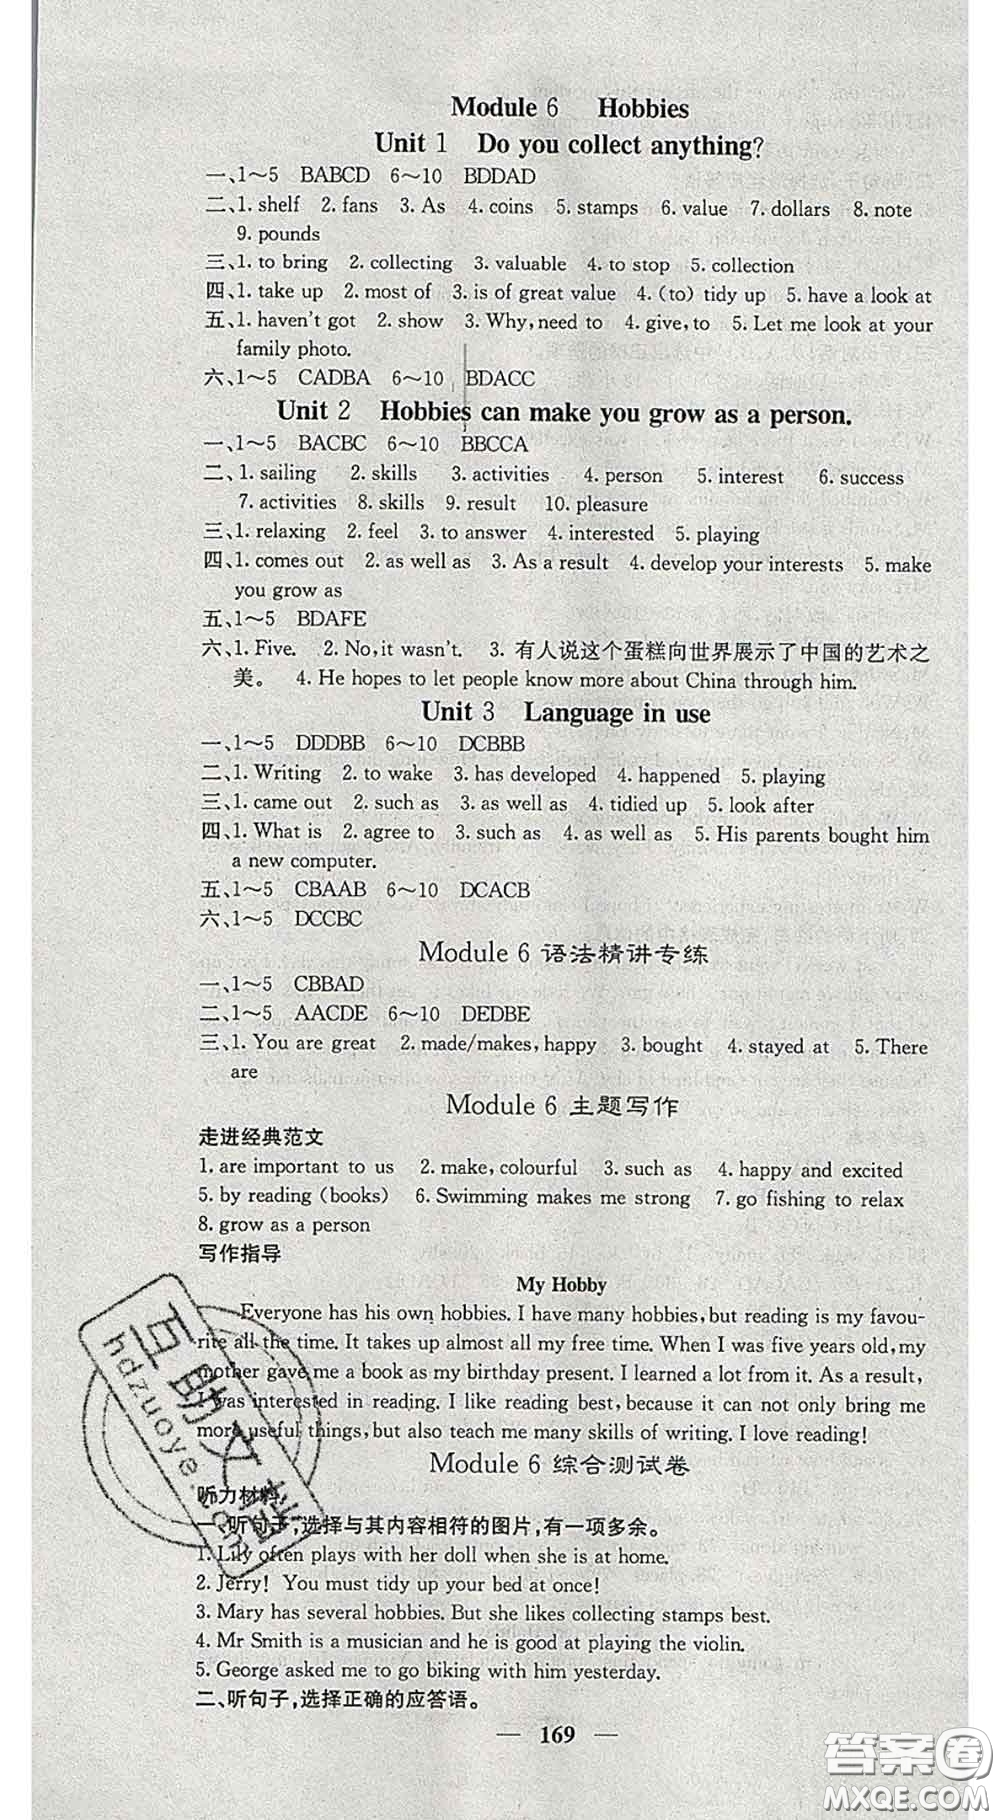 Module 6 Hobbies
Unit 1 Do you collect anything?
一、1～5 BABCD 6～10 BDDAD
二、1. shelf 2. fans 3. As 4. coins 5. stamps 6. value 7. dollars 8. note
9. pounds
三、1. to bring 2. collecting 3. valuable 4. to stop 5. collection
四、1. take up 2. most of 3. is of great value 4. (to) tidy up 5. have a look at
五、1. haven't got 2. show 3. Why, need to 4. give, to 5. Let me look at your
family photo.
六、1～5 CADBA 6～10 BDACC
Unit 2 Hobbies can make you grow as a person.
一、1～5 BACBC 6～10 BBCCA
二、1. sailing 2. skills 3. activities 4. person 5. interest 6. success
7. activities 8. skills 9. result 10. pleasure
三、1. relaxing 2. feel 3. to answer 4. interested 5. playing
四、1. comes out 2. as well as 3. As a result 4. develop your interests 5. make
you grow as
五、1～5 BDAFE
六、1. Five. 2. No, it wasn't. 3. 有人说这个蛋糕向世界展示了中国的艺术之
美。 4. He hopes to let people know more about China through him.
Unit 3 Language in use
一、1～5 DDDBB 6～10 DCBBB
二、1. Writing 2. to wake 3. has developed 4. happened 5. playing
三、1. came out 2. such as 3. as well as 4. tidied up 5. look after
四、1. What is 2. agree to 3. such as 4. as well as 5. His parents bought him
a new computer.
五、1～5 CBAAB 6～10 DCACB
六、1～5 DCCBC
Module 6 语法精讲专练
一、1～5 CBBAD
二、1～5 AACDE 6～10 DEDBE
三、1. You are great 2. made/makes, happy 3. bought 4. stayed at 5. There
are
Module 6 主题写作
走进经典范文
1. are important to us 2. make, colourful 3. such as 4. happy and excited
5. by reading (books) 6. Swimming makes me strong 7. go fishing to relax
8. grow as a person
写作指导
My Hobby
Everyone has his own hobbies. I have many hobbies, but reading is my favou-
rite all the time. It takes up almost all my free time. When I was five years old, my
mother gave me a book as my birthday present. I learned a lot from it. As a result,
I was interested in reading. I like reading best, because it can not only bring me
more useful things, but also teach me many skills of writing. I love reading!
Module 6 综合测试卷
听力材料:
一、听句子,选择与其内容相符的图片,有一项多余。
1. Lily often plays with her doll when she is at home.
2. Jerry! You must tidy up your bed at once!
3. Mary has several hobbies. But she likes collecting stamps best.
4. Mr Smith is a musician and he is good at playing the violin.
5. George asked me to go biking with him yesterday.
二、听句子,选择正确的应答语。
— 169 —
互助文稿
hdzuoye.com
答案圈
MXQE.COM